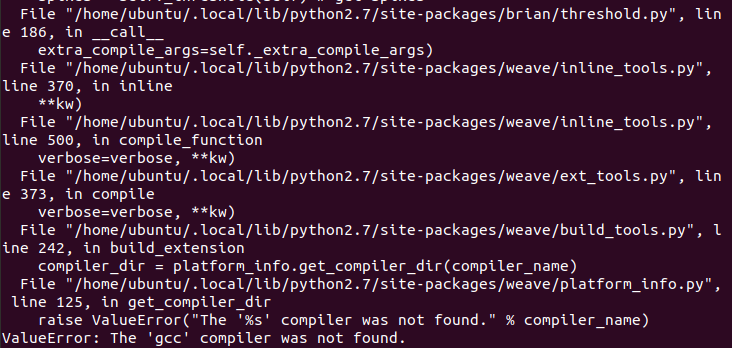 File "/home/ubuntu/.local/lib/python2.7/site-packages/brian/threshold.py", lin
e 186, in __call__
extra_compile_args=self._extra_compile_args)
File "/home/ubuntu/.local/lib/python2.7/site-packages/weave/inline_tools.py",
line 370, in inline
**kw)
File "/home/ubuntu/.local/lib/python2.7/site-packages/weave/inline_tools.py",
line 500, in compile_function
verbose=verbose, **kw)
File "/home/ubuntu/.local/lib/python2.7/site-packages/weave/ext_tools.py", lin
e 373, in compile
verbose=verbose, **kw)
File "/home/ubuntu/.local/lib/python2.7/site-packages/weave/build_tools.py", l
ine 242, in build_extension
compiler_dir = platform_info.get_compiler_dir(compiler_name)
File "/home/ubuntu/.local/lib/python2.7/site-packages/weave/platform_info.py",
line 125, in get_compiler_dir
raise ValueError("The '%s' compiler was not found." % compiler_name)
ValueError: The 'gcc' compiler was not found.